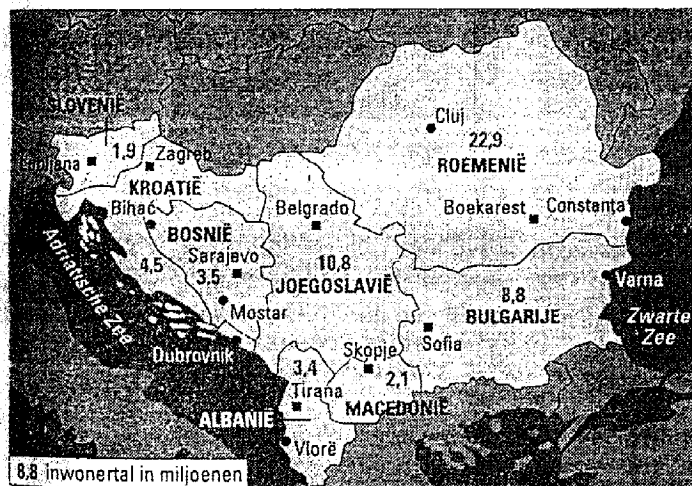 Cluj
SLOVENIË
22,9
1,9
Zagreb
ROEMENIË
Ljubljana
KROATIË
Bihać
Belgrado
Boekarest
Constanta
BOSNIË
Adriatische Zee
Sarajevo
4,5
3,5
10,8
JOEGOSLAVIË
Varna
8,8
Mostar
BULGARIJE
Zwarte
Zee
Dubrovnik
Skopje
Sofia
3,4
2,1
Tirana
MACEDONIË
ALBANIË
Vlorë
8,8 inwonertal in miljoenen